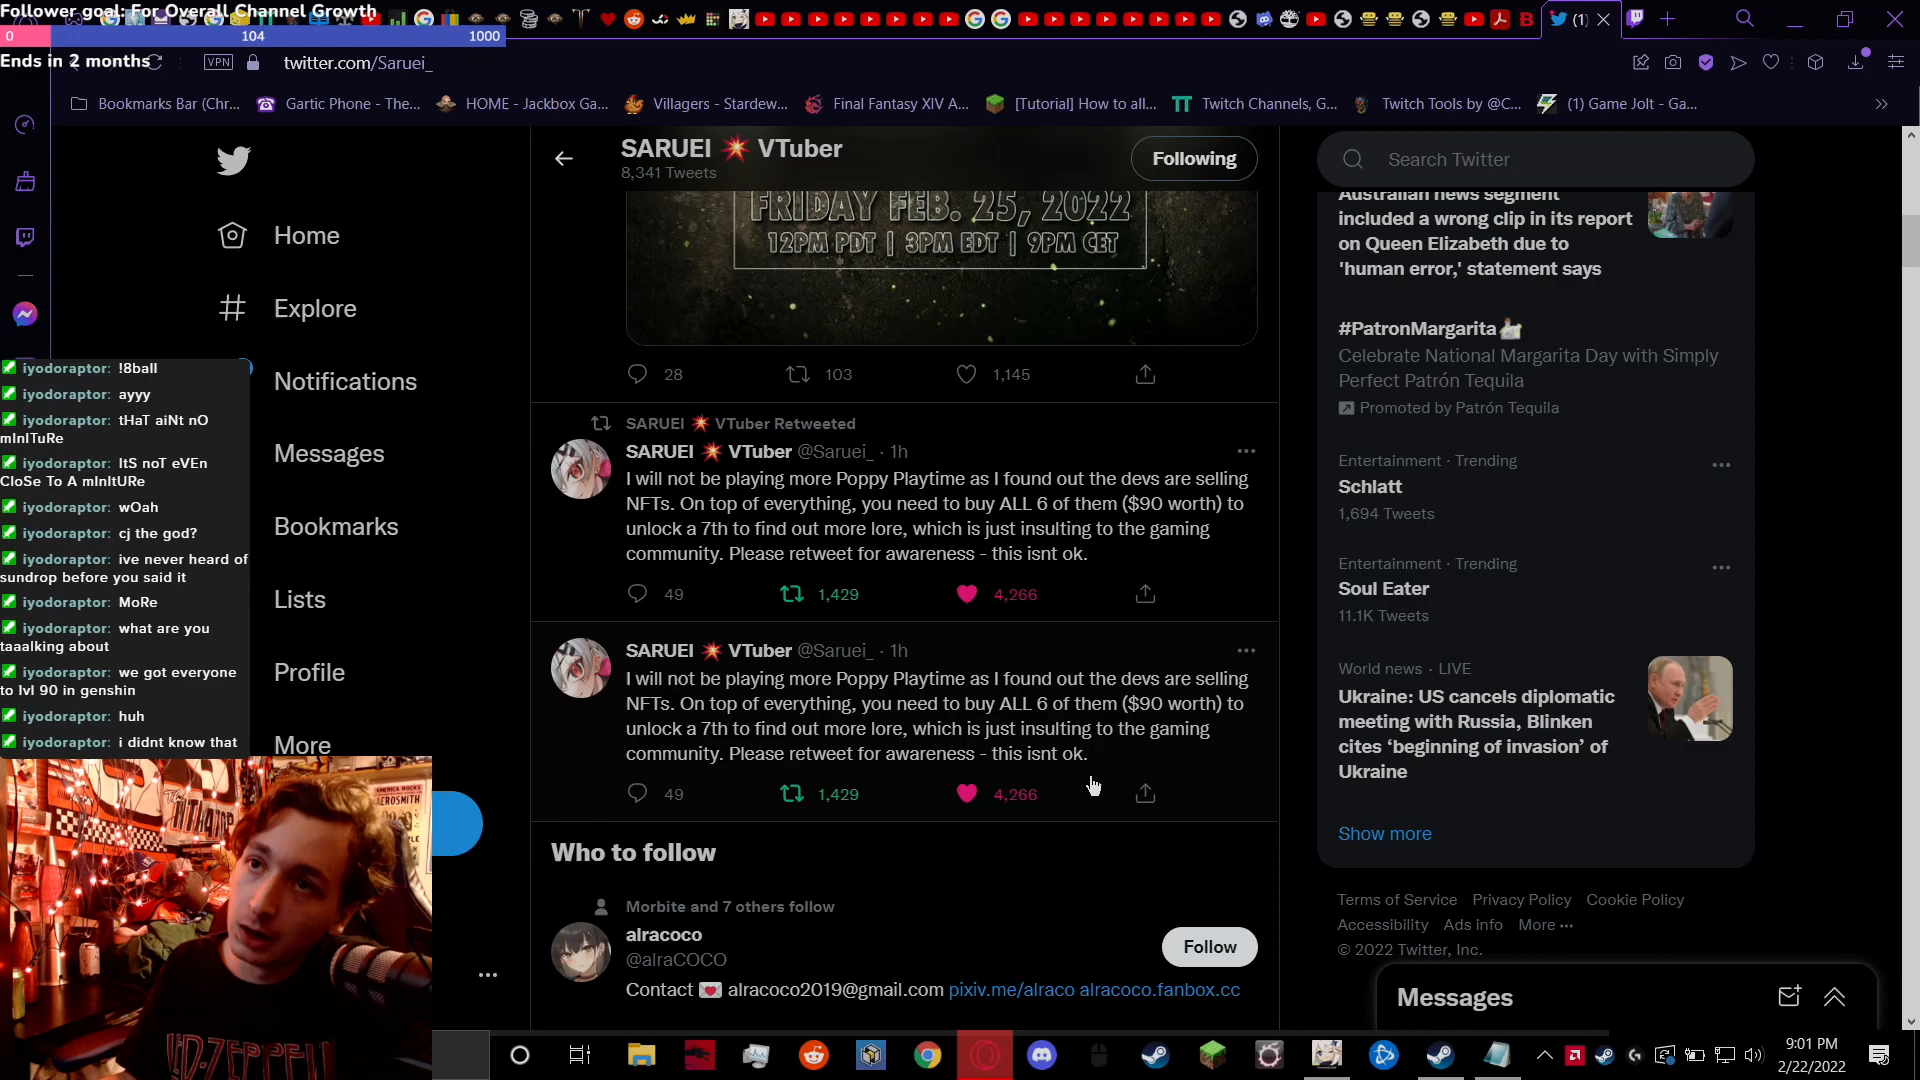 Follower goal: For Overall Channel Growth
0 104 1000
Ends in 2 months
(1)
VPN twitter.com/Saruei_
Bookmarks Bar (Chr... Gartic Phone - The... HOME - Jackbox Ga... Villagers - Stardew... Final Fantasy XIV A... [Tutorial] How to all... Twitch Channels, G... Twitch Tools by @C... (1) Game Jolt - Ga...
Home
Explore
Notifications
Messages
Bookmarks
Lists
Profile
More
iyodoraptor: !8ball
iyodoraptor: ayyy
iyodoraptor: tHaT aiNt nO
mInITuRe
iyodoraptor: ItS noT eVEn
CloSe To A mInItURe
iyodoraptor: wOah
iyodoraptor: cj the god?
iyodoraptor: ive never heard of
sundrop before you said it
iyodoraptor: MoRe
iyodoraptor: what are you
taaalking about
iyodoraptor: we got everyone
to lvl 90 in genshin
iyodoraptor: huh
iyodoraptor: i didnt know that
AMERICA ROCKS
AEROSMITH
LED-ZEPPELI
SARUEI 💥 VTuber
8,341 Tweets
Following
FRIDAY FEB. 25, 2022
12PM PDT | 3PM EDT | 9PM CET
28 103 1,145
SARUEI 💥 VTuber Retweeted
SARUEI 💥 VTuber @Saruei_ · 1h
I will not be playing more Poppy Playtime as I found out the devs are selling
NFTs. On top of everything, you need to buy ALL 6 of them ($90 worth) to
unlock a 7th to find out more lore, which is just insulting to the gaming
community. Please retweet for awareness - this isnt ok.
49 1,429 4,266
SARUEI 💥 VTuber @Saruei_ · 1h
I will not be playing more Poppy Playtime as I found out the devs are selling
NFTs. On top of everything, you need to buy ALL 6 of them ($90 worth) to
unlock a 7th to find out more lore, which is just insulting to the gaming
community. Please retweet for awareness - this isnt ok.
49 1,429 4,266
Who to follow
Morbite and 7 others follow
alracoco
@alraCOCO
Follow
Contact 💌 alracoco2019@gmail.com pixiv.me/alraco alracoco.fanbox.cc
Search Twitter
Australian news segment
included a wrong clip in its report
on Queen Elizabeth due to
'human error,' statement says
#PatronMargarita
Celebrate National Margarita Day with Simply
Perfect Patrón Tequila
Promoted by Patrón Tequila
Entertainment · Trending
Schlatt
1,694 Tweets
Entertainment · Trending
Soul Eater
11.1K Tweets
World news · LIVE
Ukraine: US cancels diplomatic
meeting with Russia, Blinken
cites ‘beginning of invasion’ of
Ukraine
Show more
Terms of Service Privacy Policy Cookie Policy
Accessibility Ads info More ···
© 2022 Twitter, Inc.
Messages
9:01 PM
2/22/2022